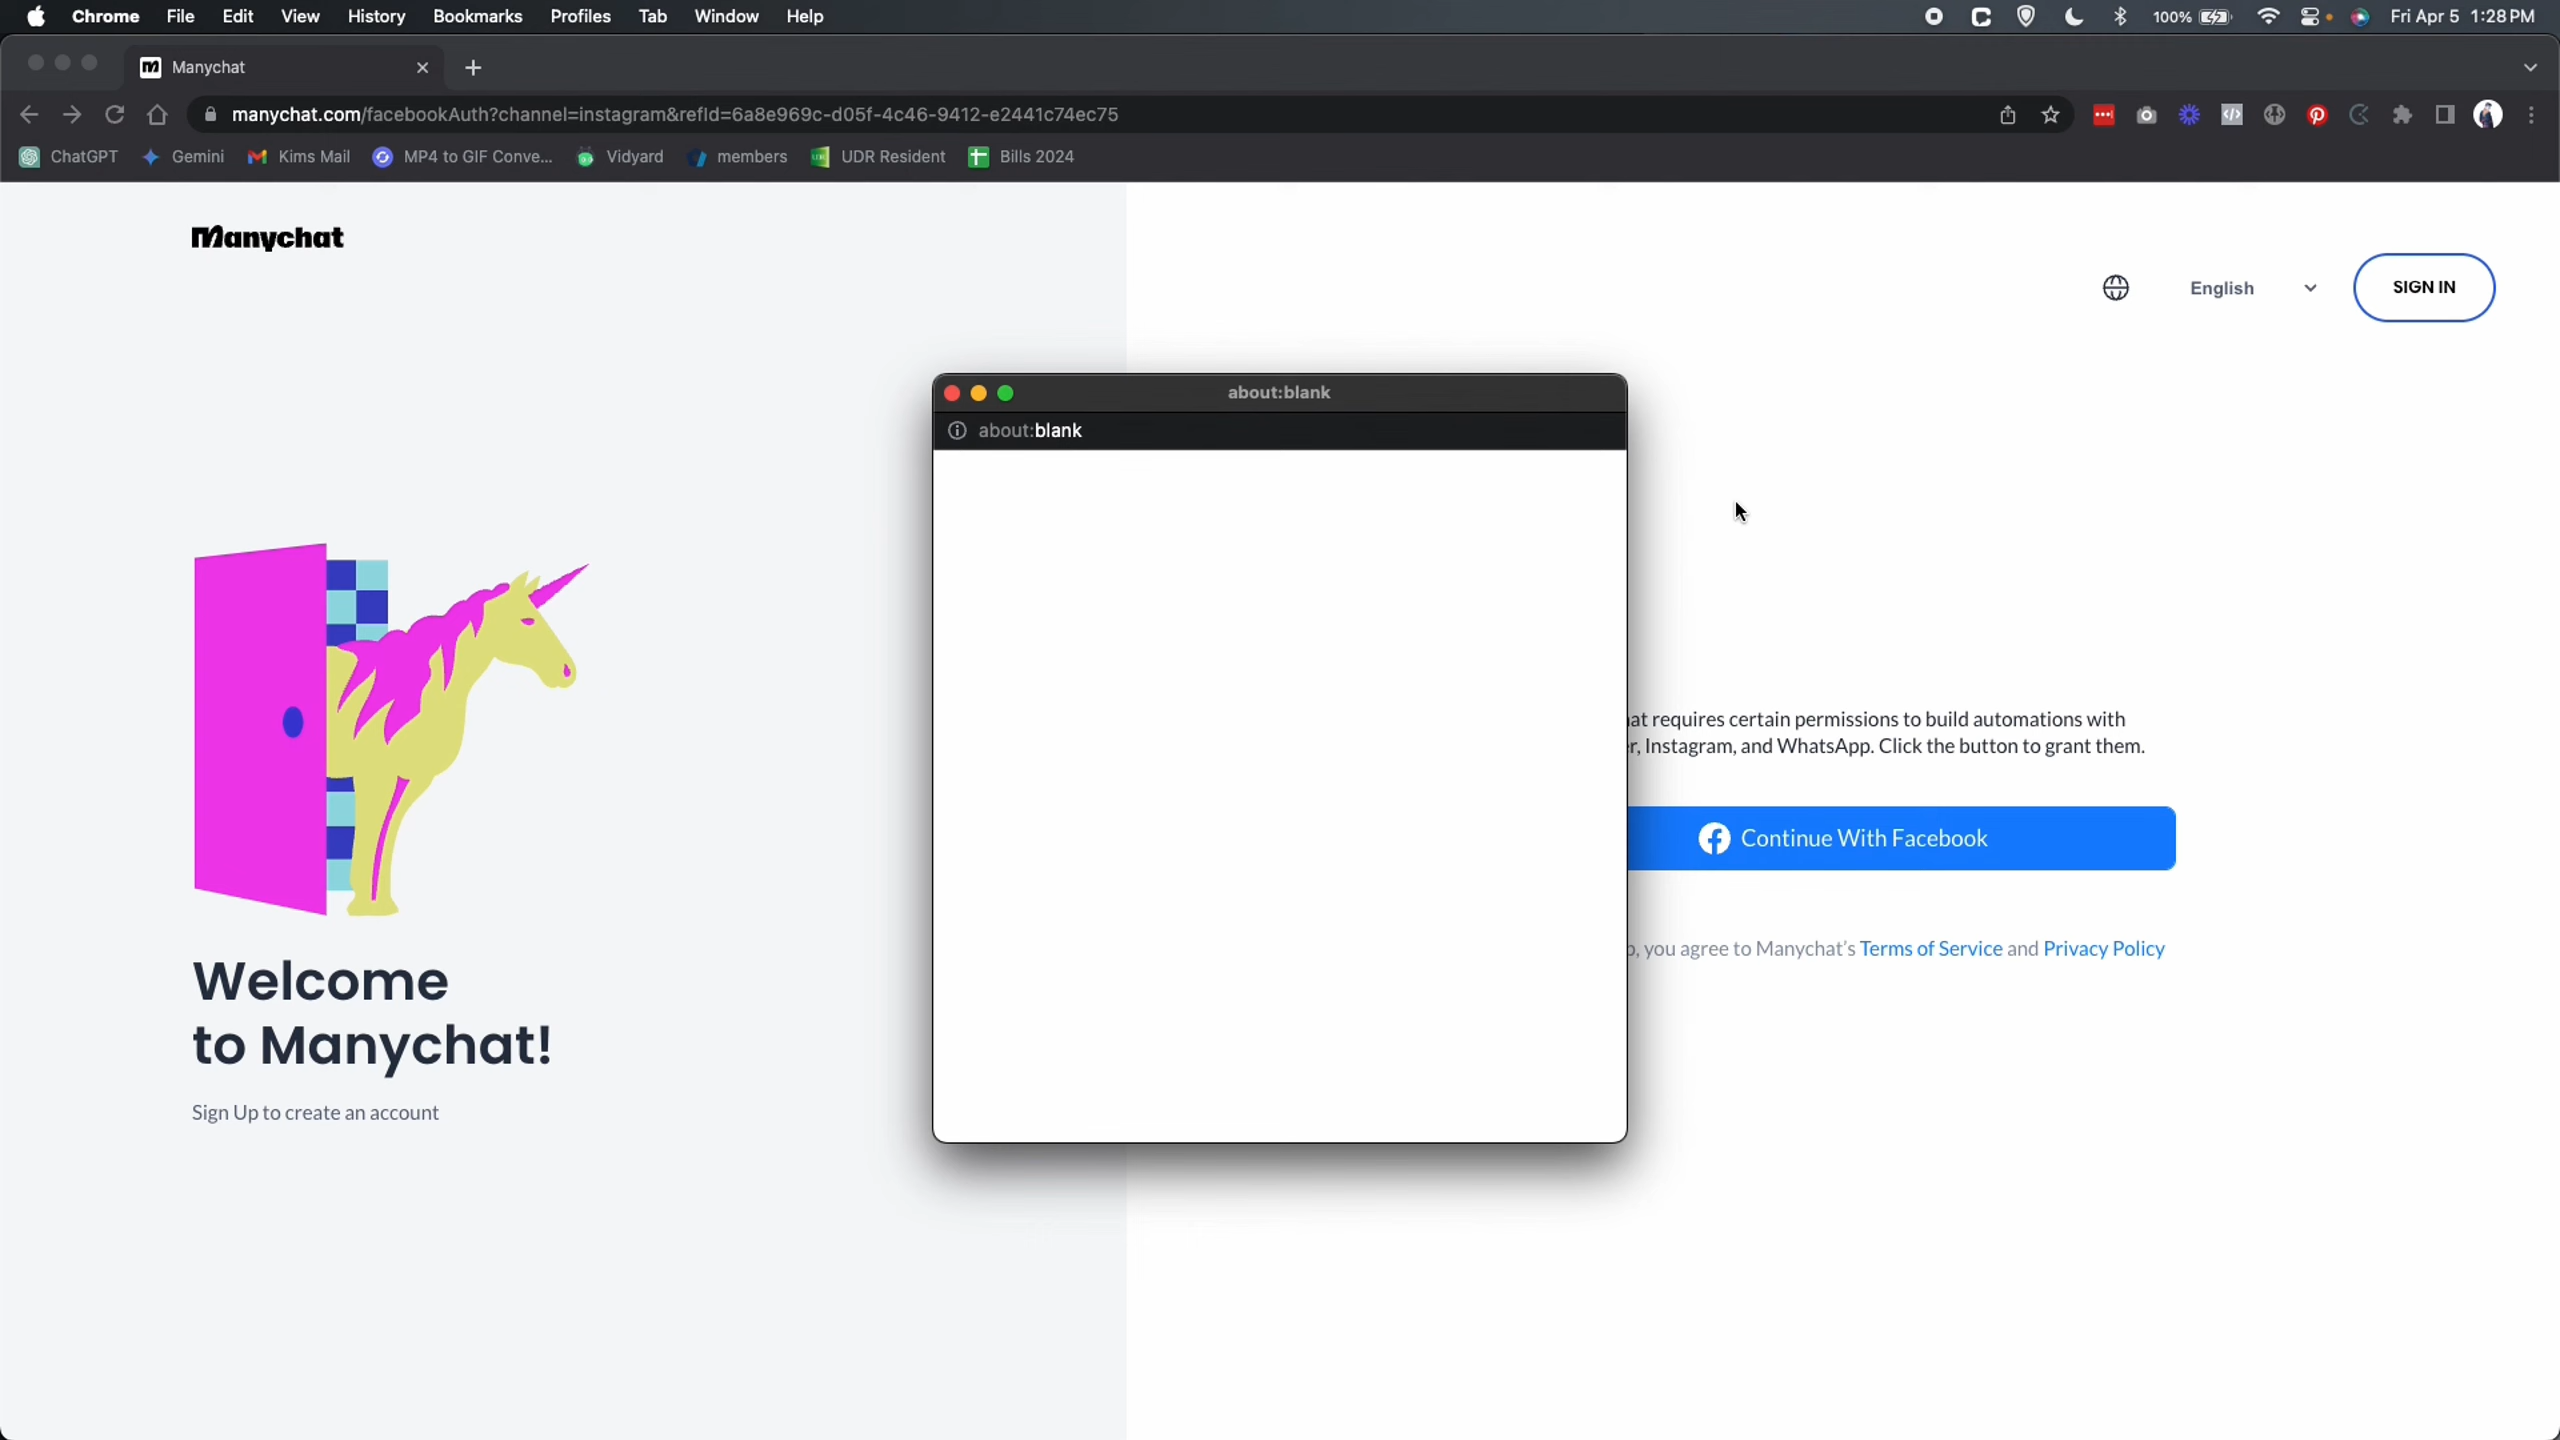 Chrome File Edit View History Bookmarks Profiles Tab Window Help 100% Fri Apr 5 1:28 PM
Manychat
manychat.com/facebookAuth?channel=instagram&refId=6a8e969c-d05f-4c46-9412-e2441c74ec75
ChatGPT Gemini Kims Mail MP4 to GIF Conve... Vidyard members UDR Resident Bills 2024
Manychat
English SIGN IN
about:blank
about:blank
requires certain permissions to build automations with
Instagram, and WhatsApp. Click the button to grant them.
Continue With Facebook
you agree to Manychat's Terms of Service and Privacy Policy
Welcome
to Manychat!
Sign Up to create an account